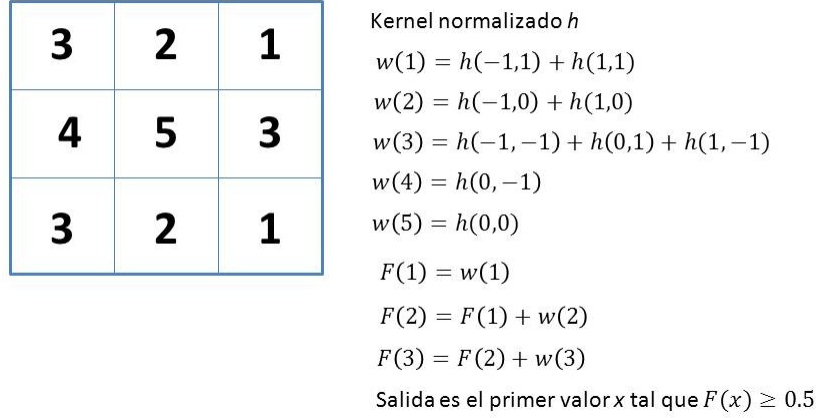 3 2 1
4 5 3
3 2 1
Kernel normalizado h
w(1) = h(−1,1) + h(1,1)
w(2) = h(−1,0) + h(1,0)
w(3) = h(−1,−1) + h(0,1) + h(1,−1)
w(4) = h(0,−1)
w(5) = h(0,0)
F(1) = w(1)
F(2) = F(1) + w(2)
F(3) = F(2) + w(3)
Salida es el primer valor x tal que F(x) ≥ 0.5